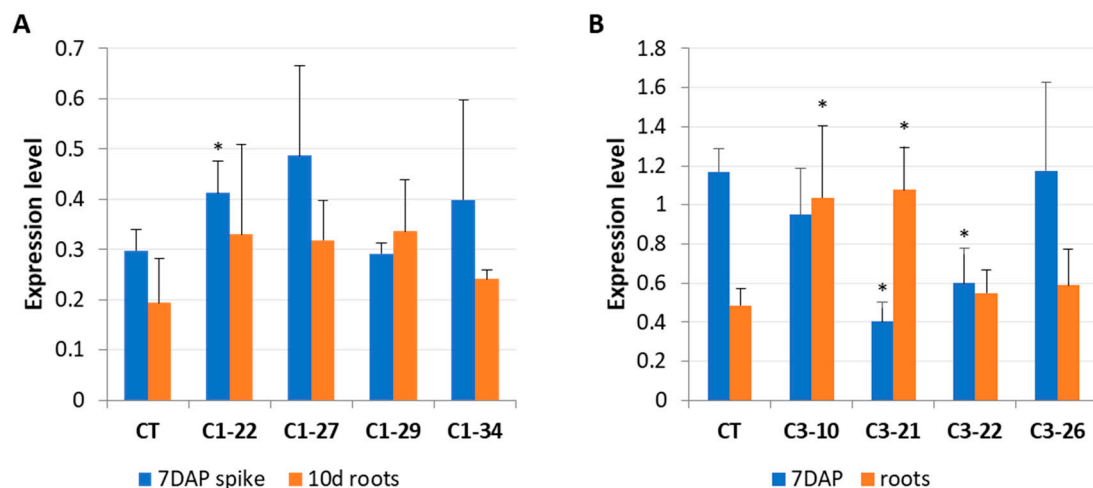 A
Expression level
0.7
0.6
0.5
0.4
0.3
0.2
0.1
0
*
CT C1-22 C1-27 C1-29 C1-34
7DAP spike 10d roots
B
Expression level
1.8
1.6
1.4
1.2
1
0.8
0.6
0.4
0.2
0
* * * *
CT C3-10 C3-21 C3-22 C3-26
7DAP roots